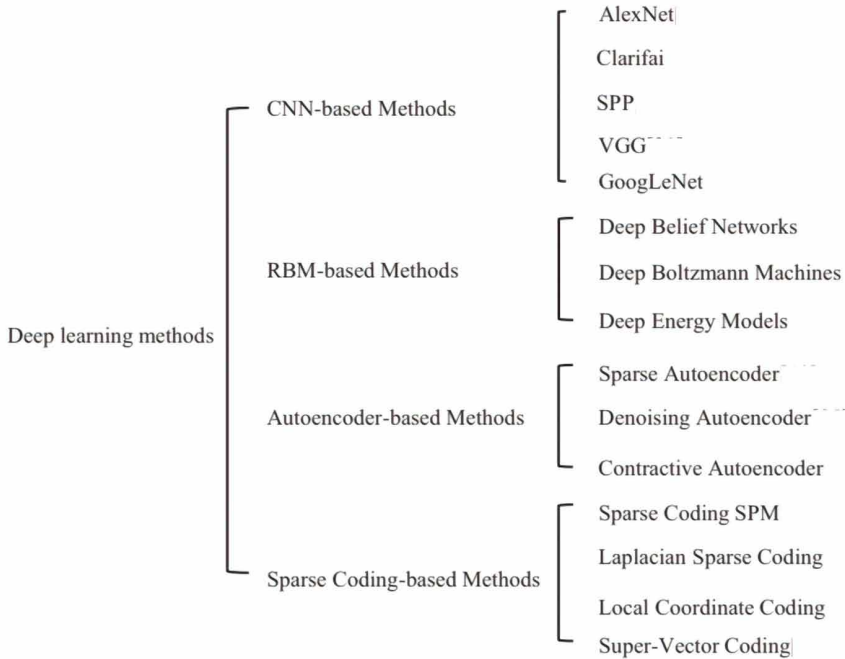 Deep learning methods
CNN-based Methods
AlexNet
Clarifai
SPP
VGG
GoogLeNet
RBM-based Methods
Deep Belief Networks
Deep Boltzmann Machines
Deep Energy Models
Autoencoder-based Methods
Sparse Autoencoder
Denoising Autoencoder
Contractive Autoencoder
Sparse Coding-based Methods
Sparse Coding SPM
Laplacian Sparse Coding
Local Coordinate Coding
Super-Vector Coding